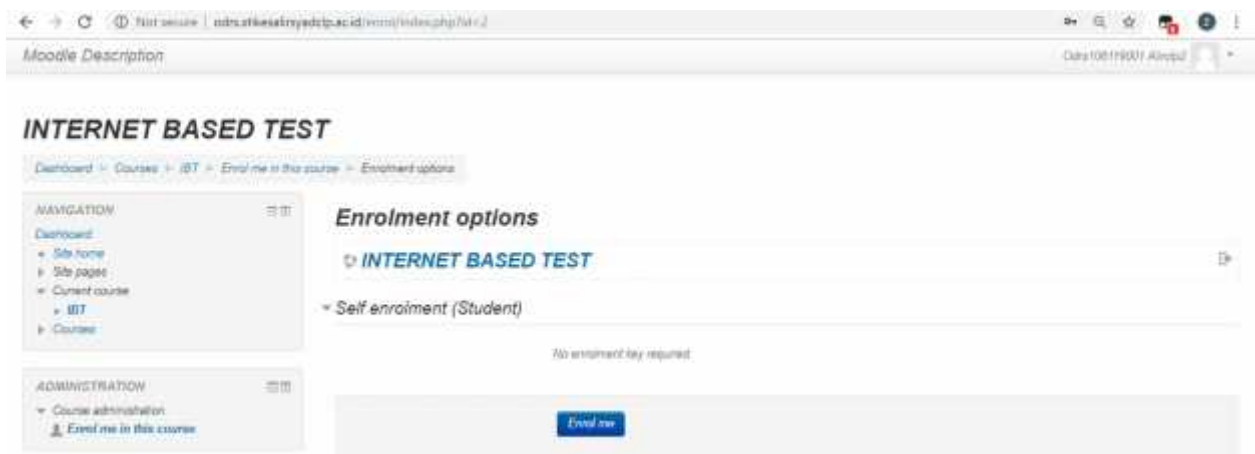 Not secure
Moodle Description
INTERNET BASED TEST
Dashboard Courses IBT Enrol me in this course Enrolment options
NAVIGATION
Dashboard
Site home
Site pages
Current course
IBT
Courses
ADMINISTRATION
Course administration
Enrol me in this course
Enrolment options
INTERNET BASED TEST
Self enrolment (Student)
No enrolment key required.
Enrol me